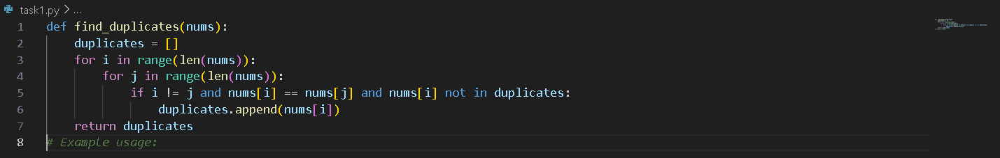 task1.py > ...
1 def find_duplicates(nums):
2     duplicates = []
3     for i in range(len(nums)):
4         for j in range(len(nums)):
5             if i != j and nums[i] == nums[j] and nums[i] not in duplicates:
6                 duplicates.append(nums[i])
7     return duplicates
8 # Example usage: